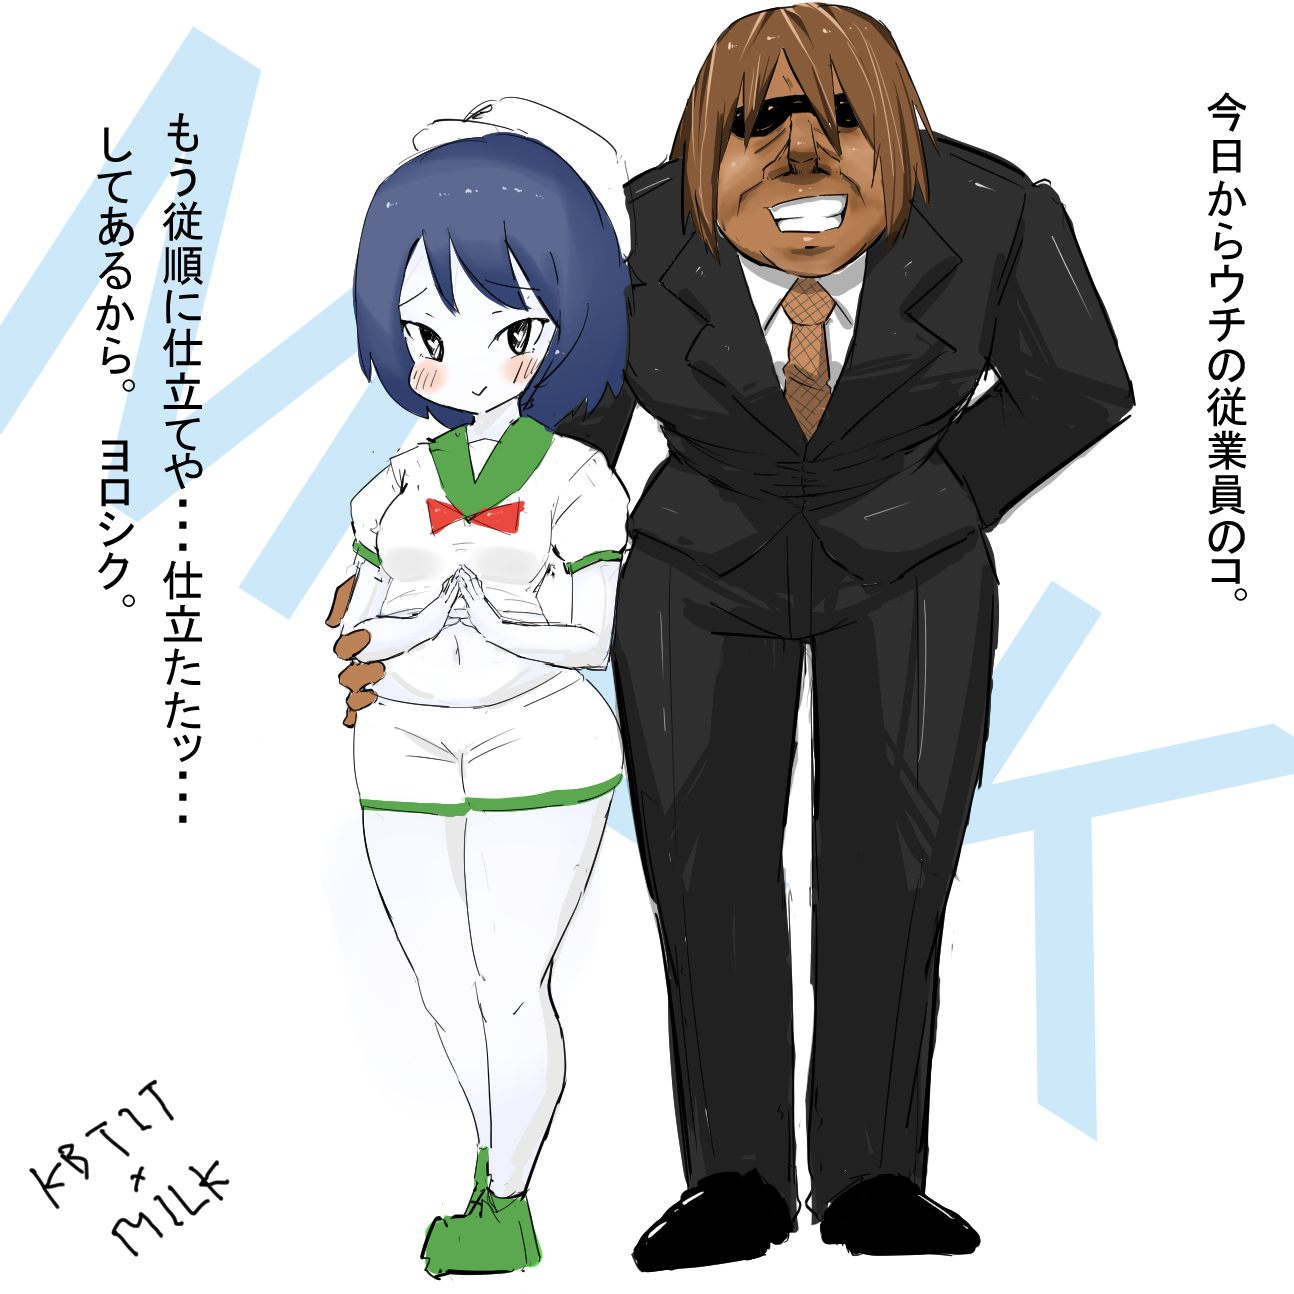 今日からウチの従業員のコ。
もう従順に仕立てや・・・仕立たたッ・・・
してあるから。　ヨロシク。
MILK
KBTIT
×
MILK